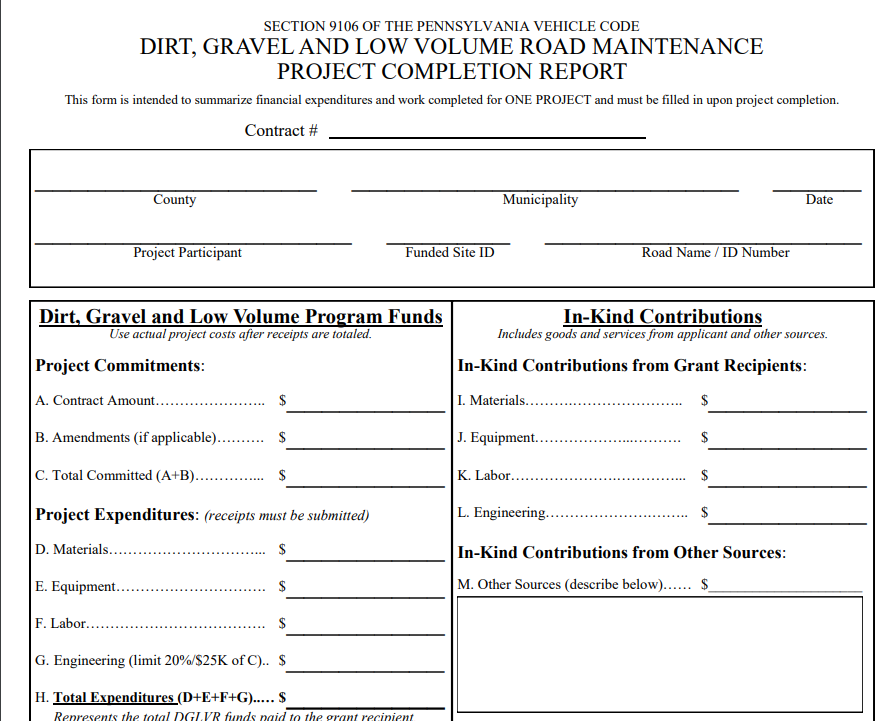 SECTION 9106 OF THE PENNSYLVANIA VEHICLE CODE
DIRT, GRAVEL AND LOW VOLUME ROAD MAINTENANCE
PROJECT COMPLETION REPORT
This form is intended to summarize financial expenditures and work completed for ONE PROJECT and must be filled in upon project completion.
Contract #
County Municipality Date
Project Participant Funded Site ID Road Name / ID Number
Dirt, Gravel and Low Volume Program Funds
Use actual project costs after receipts are totaled.
Project Commitments:
A. Contract Amount………………….. $
B. Amendments (if applicable)………. $
C. Total Committed (A+B)………….... $
Project Expenditures: (receipts must be submitted)
D. Materials…………………………….. $
E. Equipment…………………………. $
F. Labor………………………………. $
G. Engineering (limit 20%/$25K of C).. $
H. Total Expenditures (D+E+F+G)..… $
Represents the total DGLVR funds paid to the grant recipient
In-Kind Contributions
Includes goods and services from applicant and other sources.
In-Kind Contributions from Grant Recipients:
I. Materials……………………………….. $
J. Equipment………………...………. $
K. Labor………………….…………... $
L. Engineering………………….…….. $
In-Kind Contributions from Other Sources:
M. Other Sources (describe below)…… $